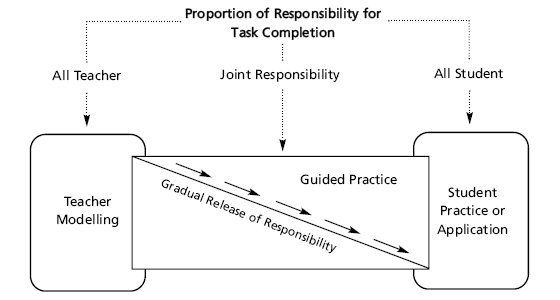 Proportion of Responsibility for
Task Completion
All Teacher
Joint Responsibility
All Student
Teacher
Modelling
Guided Practice
Gradual Release of Responsibility
Student
Practice or
Application